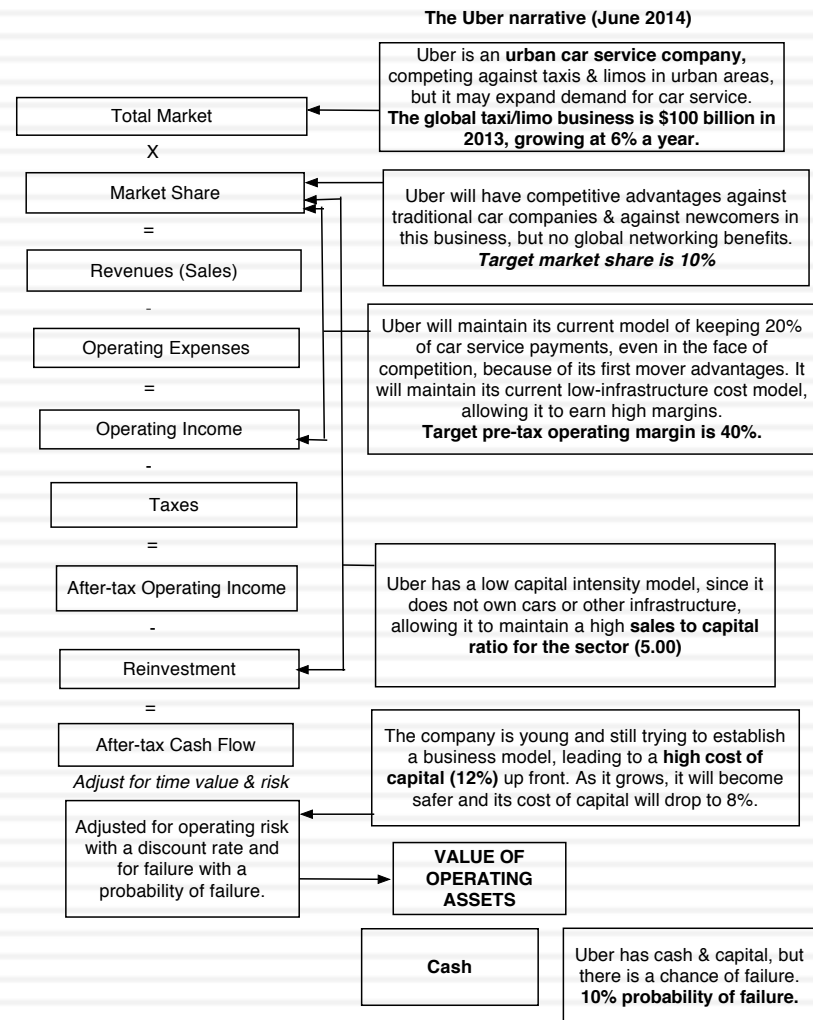 The Uber narrative (June 2014)
Uber is an urban car service company,
competing against taxis & limos in urban areas,
but it may expand demand for car service.
The global taxi/limo business is $100 billion in
2013, growing at 6% a year.
Total Market
X
Market Share
Uber will have competitive advantages against
traditional car companies & against newcomers in
this business, but no global networking benefits.
Target market share is 10%
=
Revenues (Sales)
-
Operating Expenses
Uber will maintain its current model of keeping 20%
of car service payments, even in the face of
competition, because of its first mover advantages. It
will maintain its current low-infrastructure cost model,
allowing it to earn high margins.
Target pre-tax operating margin is 40%.
=
Operating Income
-
Taxes
=
After-tax Operating Income
Uber has a low capital intensity model, since it
does not own cars or other infrastructure,
allowing it to maintain a high sales to capital
ratio for the sector (5.00)
-
Reinvestment
=
After-tax Cash Flow
The company is young and still trying to establish
a business model, leading to a high cost of
capital (12%) up front. As it grows, it will become
safer and its cost of capital will drop to 8%.
Adjust for time value & risk
Adjusted for operating risk
with a discount rate and
for failure with a
probability of failure.
VALUE OF
OPERATING
ASSETS
Cash
Uber has cash & capital, but
there is a chance of failure.
10% probability of failure.